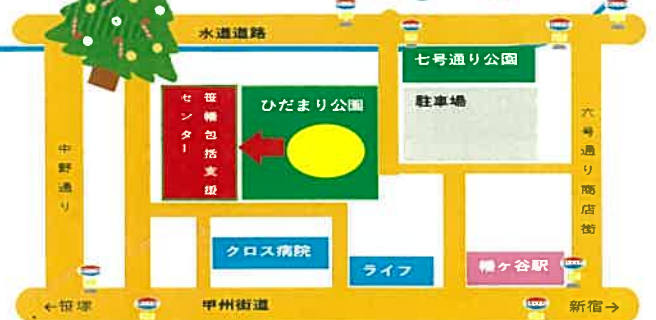 水道道路
七号通り公園
笹幡包括支援
センター
ひだまり公園
駐車場
中野通り
六号通り商店街
クロス病院
ライフ
幡ヶ谷駅
←笹塚
甲州街道
新宿→